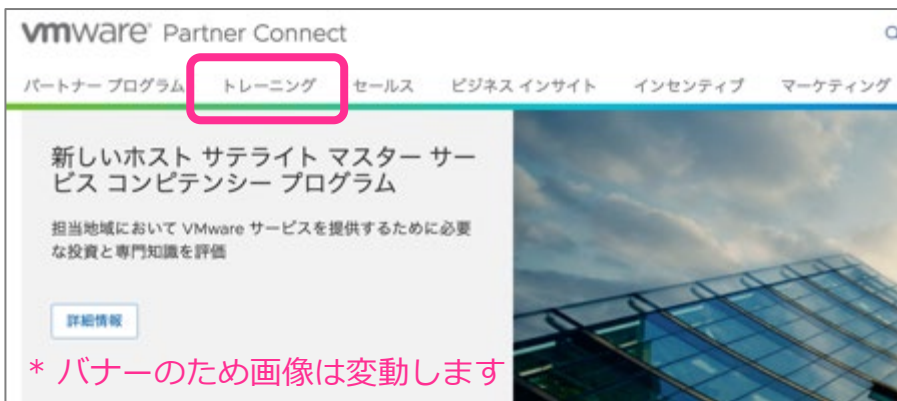 vmware® Partner Connect
パートナー プログラム トレーニング セールス ビジネス インサイト インセンティブ マーケティング
新しいホスト サテライト マスター サー
ビス コンピテンシー プログラム
担当地域において VMware サービスを提供するために必要
な投資と専門知識を評価
詳細情報
* バナーのため画像は変動します